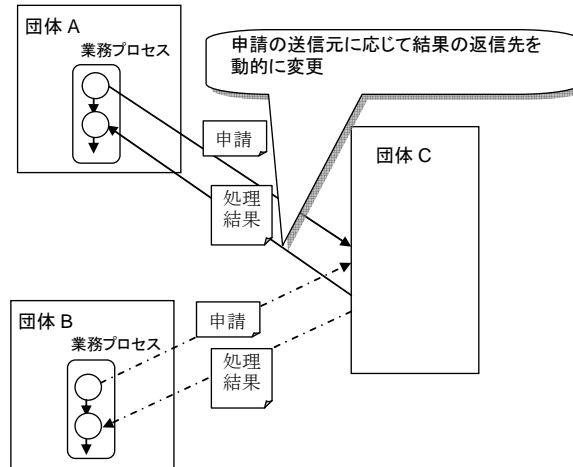 団体 A
業務プロセス
申請の送信元に応じて結果の返信先を
動的に変更
申請
団体 C
処理
結果
団体 B
業務プロセス
申請
処理
結果